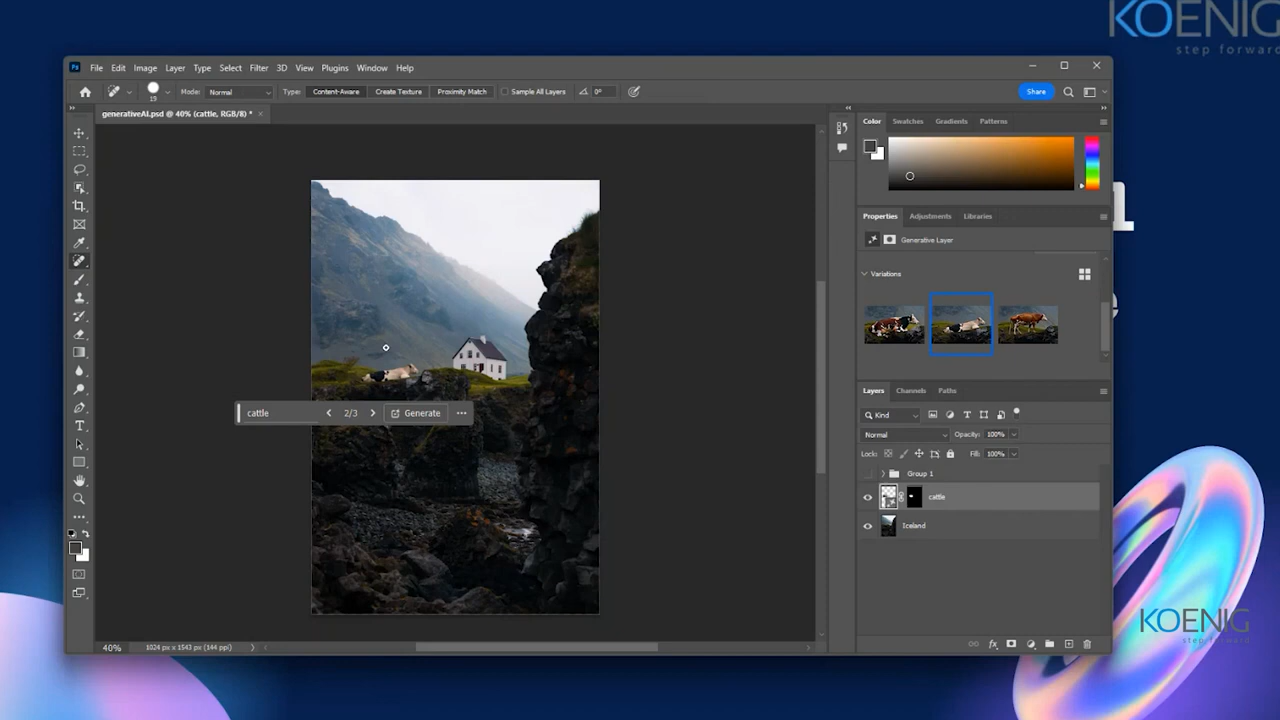 KOENIG
step forward
Ps File Edit Image Layer Type Select Filter 3D View Plugins Window Help
15 Mode: Normal Type: Content-Aware Create Texture Proximity Match Sample All Layers 0° Share
generativeAI.psd @ 40% (cattle, RGB/8) *
Color Swatches Gradients Patterns
Properties Adjustments Libraries
Generative Layer
Variations
cattle 2/3 Generate
Layers Channels Paths
Kind
Normal Opacity: 100%
Lock: Fill: 100%
Group 1
cattle
Iceland
KOENIG
step forward
40% 1024 px x 1543 px (144 ppi)